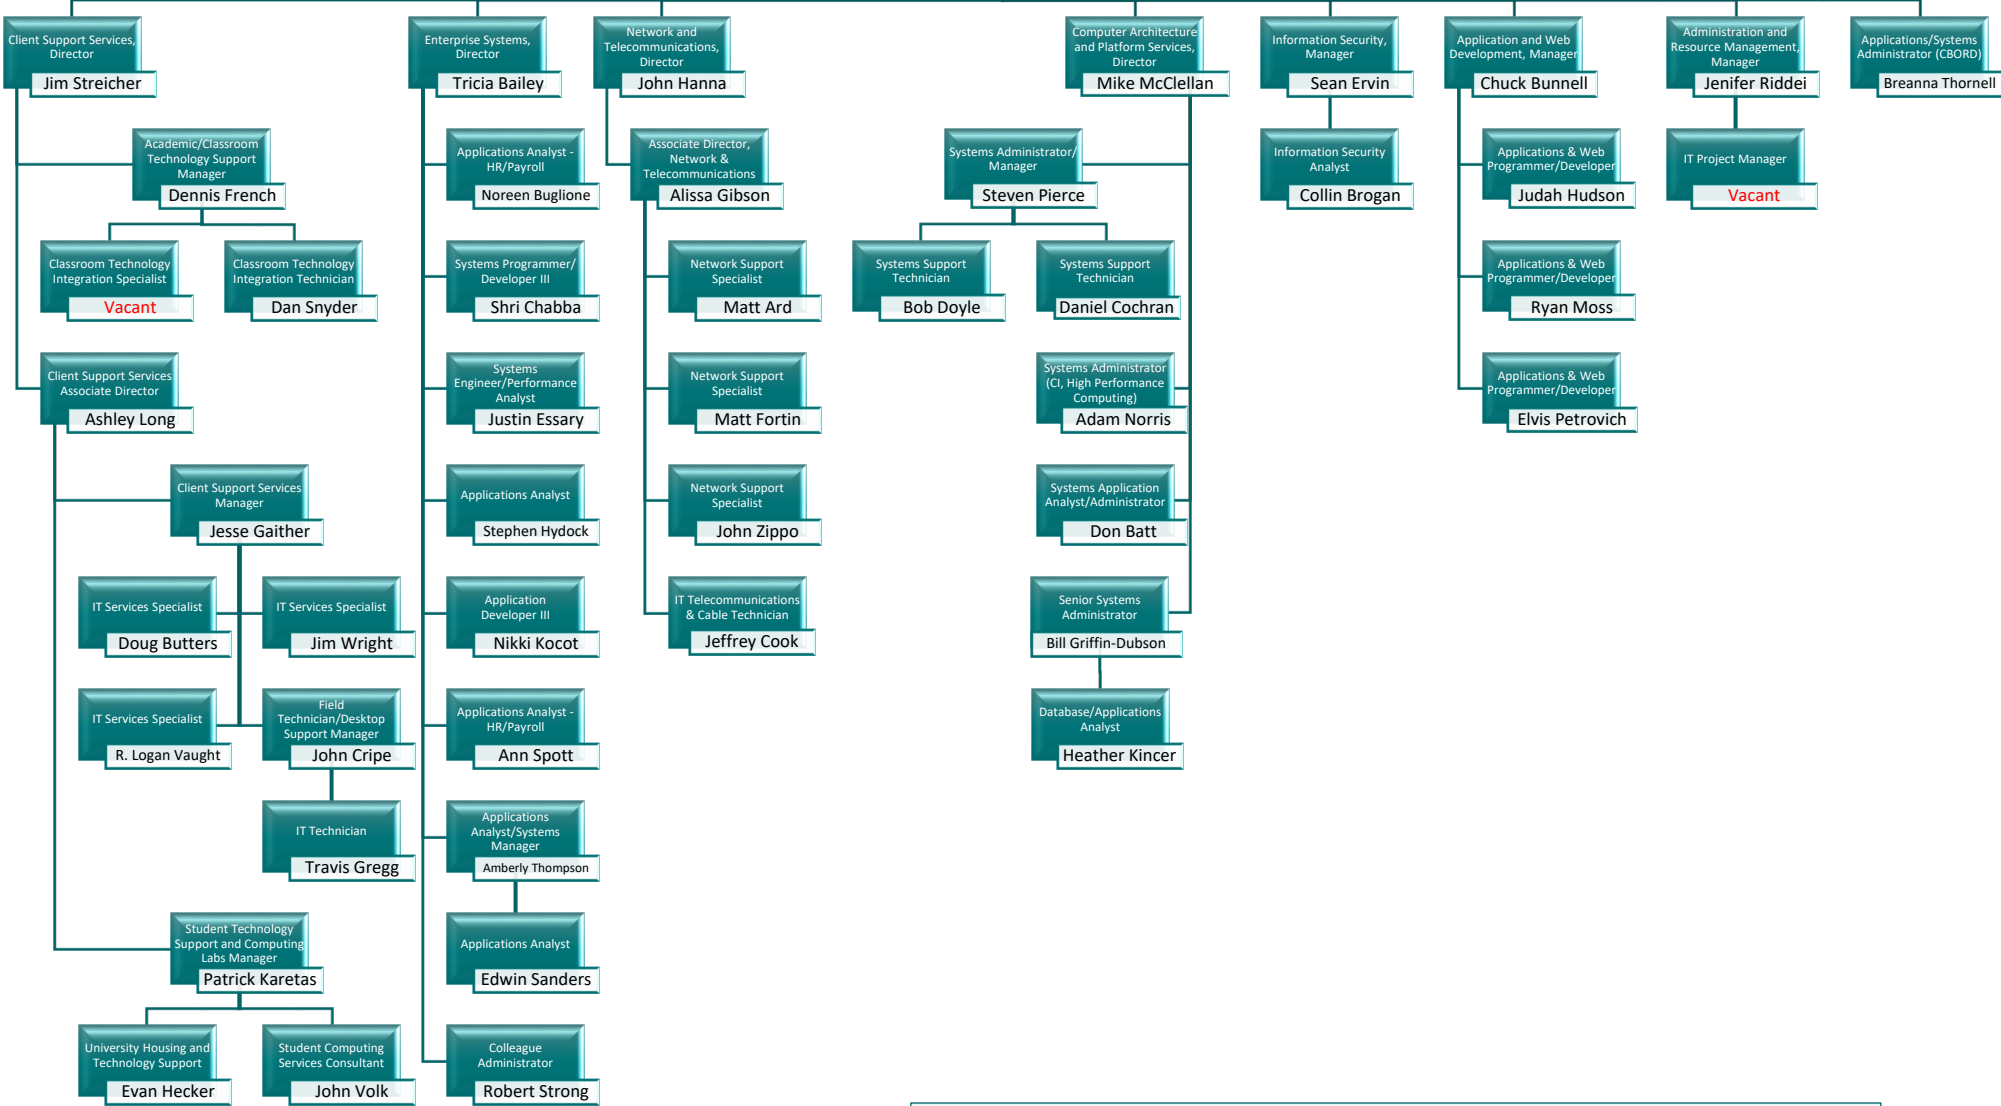 Client Support Services,
Director
Jim Streicher
Enterprise Systems,
Director
Tricia Bailey
Network and
Telecommunications,
Director
John Hanna
Computer Architecture
and Platform Services,
Director
Mike McClellan
Information Security,
Manager
Sean Ervin
Application and Web
Development, Manager
Chuck Bunnell
Administration and
Resource Management,
Manager
Jenifer Riddei
Applications/Systems
Administrator (CBORD)
Breanna Thornell
Academic/Classroom
Technology Support
Manager
Dennis French
Applications Analyst -
HR/Payroll
Noreen Buglione
Associate Director,
Network &
Telecommunications
Alissa Gibson
Systems Administrator/
Manager
Steven Pierce
Information Security
Analyst
Collin Brogan
Applications & Web
Programmer/Developer
Judah Hudson
IT Project Manager
Vacant
Classroom Technology
Integration Specialist
Vacant
Classroom Technology
Integration Technician
Dan Snyder
Systems Programmer/
Developer III
Shri Chabba
Network Support
Specialist
Matt Ard
Systems Support
Technician
Bob Doyle
Systems Support
Technician
Daniel Cochran
Applications & Web
Programmer/Developer
Ryan Moss
Client Support Services
Associate Director
Ashley Long
Systems
Engineer/Performance
Analyst
Justin Essary
Network Support
Specialist
Matt Fortin
Systems Administrator
(CI, High Performance
Computing)
Adam Norris
Applications & Web
Programmer/Developer
Elvis Petrovich
Client Support Services
Manager
Jesse Gaither
Applications Analyst
Stephen Hydock
Network Support
Specialist
John Zippo
Systems Application
Analyst/Administrator
Don Batt
IT Services Specialist
Doug Butters
IT Services Specialist
Jim Wright
Application
Developer III
Nikki Kocot
IT Telecommunications
& Cable Technician
Jeffrey Cook
Senior Systems
Administrator
Bill Griffin-Dubson
IT Services Specialist
R. Logan Vaught
Field
Technician/Desktop
Support Manager
John Cripe
Applications Analyst -
HR/Payroll
Ann Spott
Database/Applications
Analyst
Heather Kincer
IT Technician
Travis Gregg
Applications
Analyst/Systems
Manager
Amberly Thompson
Student Technology
Support and Computing
Labs Manager
Patrick Karetas
Applications Analyst
Edwin Sanders
University Housing and
Technology Support
Evan Hecker
Student Computing
Services Consultant
John Volk
Colleague
Administrator
Robert Strong